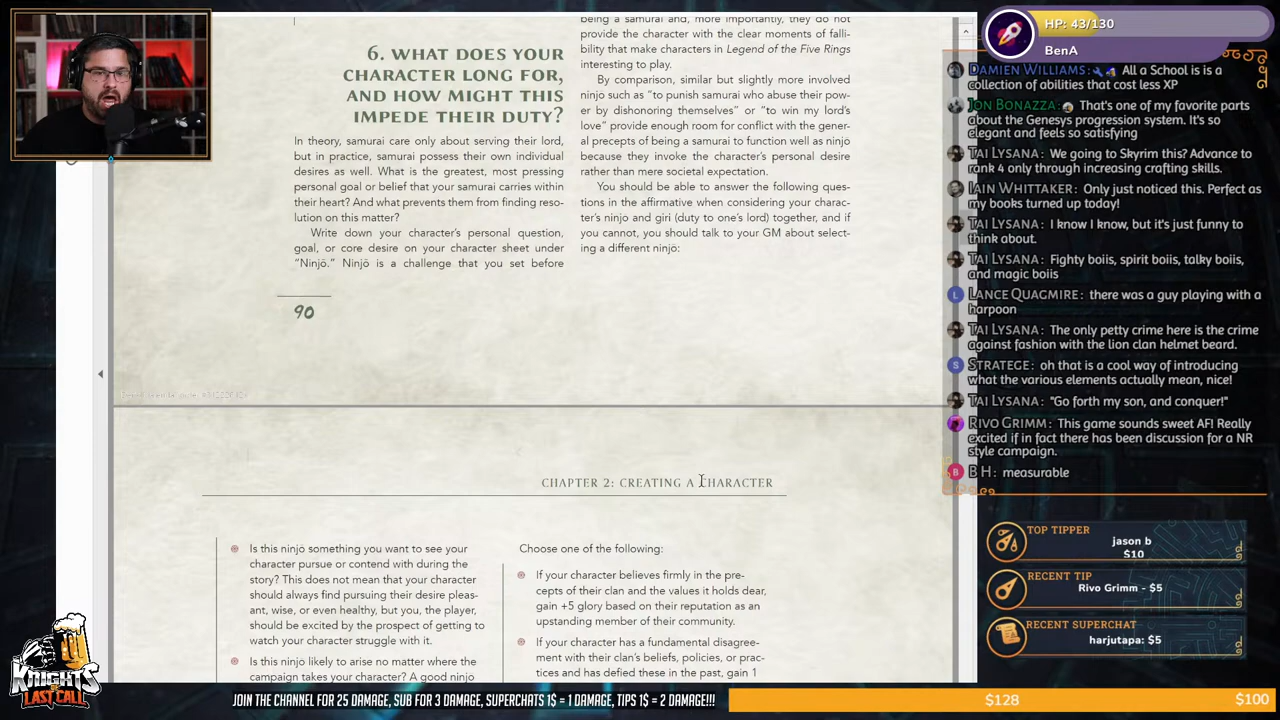 being a samurai and, more importantly, they do not
provide the character with the clear moments of falli-
bility that make characters in Legend of the Five Rings
interesting to play.
6. WHAT DOES YOUR
CHARACTER LONG FOR,
AND HOW MIGHT THIS
IMPEDE THEIR DUTY?
In theory, samurai care only about serving their lord,
but in practice, samurai possess their own individual
desires as well. What is the greatest, most pressing
personal goal or belief that your samurai carries within
their heart? And what prevents them from finding reso-
lution on this matter?
Write down your character's personal question,
goal, or core desire on your character sheet under
"Ninjō." Ninjō is a challenge that you set before
By comparison, similar but slightly more involved
ninjō such as "to punish samurai who abuse their pow-
er by dishonoring themselves" or "to win my lord's
love" provide enough room for conflict with the gener-
al precepts of being a samurai to function well as ninjō
because they invoke the character's personal desire
rather than mere societal expectation.
You should be able to answer the following ques-
tions in the affirmative when considering your charac-
ter's ninjō and giri (duty to one's lord) together, and if
you cannot, you should talk to your GM about select-
ing a different ninjō:
90
CHAPTER 2: CREATING A CHARACTER
Is this ninjō something you want to see your
character pursue or contend with during the
story? This does not mean that your character
should always find pursuing their desire pleas-
ant, wise, or even healthy, but you, the player,
should be excited by the prospect of getting to
watch your character struggle with it.
Is this ninjō likely to arise no matter where the
campaign takes your character? A good ninjō
Choose one of the following:
If your character believes firmly in the pre-
cepts of their clan and the values it holds dear,
gain +5 glory based on their reputation as an
upstanding member of their community.
If your character has a fundamental disagree-
ment with their clan's beliefs, policies, or prac-
tices and has defied these in the past, gain 1
HP: 43/130
BenA
DAMIEN WILLIAMS: All a School is is a
collection of abilities that cost less XP
JON BONAZZA: That's one of my favorite parts
about the Genesys progression system. It's so
elegant and feels so satisfying
TAI LYSANA: We going to Skyrim this? Advance to
rank 4 only through increasing crafting skills.
IAIN WHITTAKER: Only just noticed this. Perfect as
my books turned up today!
TAI LYSANA: I know I know, but it's just funny to
think about.
TAI LYSANA: Fighty boiis, spirit boiis, talky boiis,
and magic boiis
L
LANCE QUAGMIRE: there was a guy playing with a
harpoon
TAI LYSANA: The only petty crime here is the crime
against fashion with the lion clan helmet beard.
S
STRATEGE: oh that is a cool way of introducing
what the various elements actually mean, nice!
TAI LYSANA: "Go forth my son, and conquer!"
RIVO GRIMM: This game sounds sweet AF! Really
excited if in fact there has been discussion for a NR
style campaign.
B
B H: measurable
TOP TIPPER
jason b
$10
RECENT TIP
Rivo Grimm - $5
RECENT SUPERCHAT
harjutapa: $5
KNIGHTS
OF LAST CALL
JOIN THE CHANNEL FOR 25 DAMAGE, SUB FOR 3 DAMAGE, SUPERCHATS 1$ = 1 DAMAGE, TIPS 1$ = 2 DAMAGE!!!
$128
$100